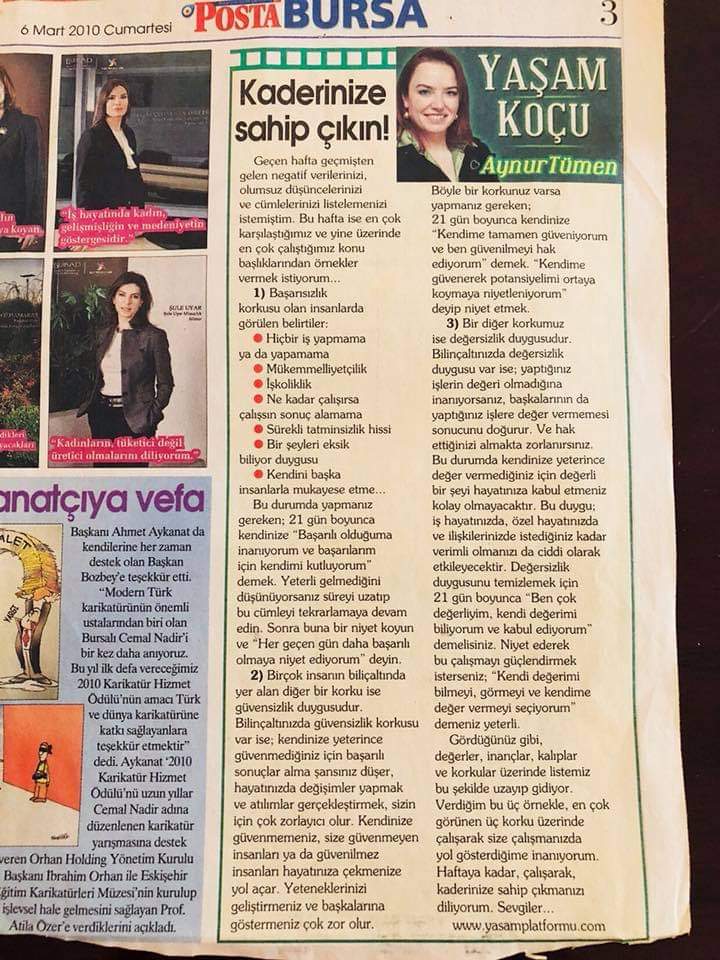 6 Mart 2010 Cumartesi
POSTA BURSA
3
"İş hayatında kadın,
gelişmişliğin ve medeniyetin
göstergesidir."
ŞULE UYAR
"Kadınların, tüketici değil
üretici olmalarını diliyorum."
anatçıya vefa
Başkanı Ahmet Aykanat da
kendilerine her zaman
destek olan Başkan
Bozbey'e teşekkür etti.
"Modern Türk
karikatürünün önemli
ustalarından biri olan
Bursalı Cemal Nadir'i
bir kez daha anıyoruz.
Bu yıl ilk defa vereceğimiz
2010 Karikatür Hizmet
Ödülü'nün amacı Türk
ve dünya karikatürüne
katkı sağlayanlara
teşekkür etmektir"
dedi. Aykanat '2010
Karikatür Hizmet
Ödülü'nü uzun yıllar
Cemal Nadir adına
düzenlenen karikatür
yarışmasına destek
veren Orhan Holding Yönetim Kurulu
Başkanı İbrahim Orhan ile Eskişehir
Eğitim Karikatürleri Müzesi'nin kurulup
işlevsel hale gelmesini sağlayan Prof.
Atila Özer'e verdiklerini açıkladı.
Kaderinize
sahip çıkın!
YAŞAM
KOÇU
Aynur Tümen
Geçen hafta geçmişten
gelen negatif verilerinizi,
olumsuz düşüncelerinizi
ve cümlelerinizi listelemenizi
istemiştim. Bu hafta ise en çok
karşılaştığımız ve yine üzerinde
en çok çalıştığımız konu
başlıklarından örnekler
vermek istiyorum...
1) Başarısızlık
korkusu olan insanlarda
görülen belirtiler:
● Hiçbir iş yapmama
ya da yapamama
● Mükemmelliyetçilik
● İşkoliklik
● Ne kadar çalışırsa
çalışsın sonuç alamama
● Sürekli tatminsizlik hissi
● Bir şeyleri eksik
biliyor duygusu
● Kendini başka
insanlarla mukayese etme...
Bu durumda yapmanız
gereken; 21 gün boyunca
kendinize "Başarılı olduğuma
inanıyorum ve başarılarım
için kendimi kutluyorum"
demek. Yeterli gelmediğini
düşünüyorsanız süreyi uzatıp
bu cümleyi tekrarlamaya devam
edin. Sonra buna bir niyet koyun
ve "Her geçen gün daha başarılı
olmaya niyet ediyorum" deyin.
2) Birçok insanın biliçaltında
yer alan diğer bir korku ise
güvensizlik duygusudur.
Bilinçaltınızda güvensizlik korkusu
var ise; kendinize yeterince
güvenmediğiniz için başarılı
sonuçlar alma şansınız düşer,
hayatınızda değişimler yapmak
ve atılımlar gerçekleştirmek, sizin
için çok zorlayıcı olur. Kendinize
güvenmemeniz, size güvenmeyen
insanları ya da güvenilmez
insanları hayatınıza çekmenize
yol açar. Yeteneklerinizi
geliştirmeniz ve başkalarına
göstermeniz çok zor olur.
Böyle bir korkunuz varsa
yapmanız gereken;
21 gün boyunca kendinize
"Kendime tamamen güveniyorum
ve ben güvenilmeyi hak
ediyorum" demek. "Kendime
güvenerek potansiyelimi ortaya
koymaya niyetleniyorum"
deyip niyet etmek.
3) Bir diğer korkumuz
ise değersizlik duygusudur.
Bilinçaltınızda değersizlik
duygusu var ise; yaptığınız
işlerin değeri olmadığına
inanıyorsanız, başkalarının da
yaptığınız işlere değer vermemesi
sonucunu doğurur. Ve hak
ettiğinizi almakta zorlanırsınız.
Bu durumda kendinize yeterince
değer vermediğiniz için değerli
bir şeyi hayatınıza kabul etmeniz
kolay olmayacaktır. Bu duygu;
iş hayatınızda, özel hayatınızda
ve ilişkilerinizde istediğiniz kadar
verimli olmanızı da ciddi olarak
etkileyecektir. Değersizlik
duygusunu temizlemek için
21 gün boyunca "Ben çok
değerliyim, kendi değerimi
biliyorum ve kabul ediyorum"
demelisiniz. Niyet ederek
bu çalışmayı güçlendirmek
isterseniz; "Kendi değerimi
bilmeyi, görmeyi ve kendime
değer vermeyi seçiyorum"
demeniz yeterli.
Gördüğünüz gibi,
değerler, inançlar, kalıplar
ve korkular üzerinde listemiz
bu şekilde uzayıp gidiyor.
Verdiğim bu üç örnekle, en çok
görünen üç korku üzerinde
çalışarak size çalışmanızda
yol gösterdiğime inanıyorum.
Haftaya kadar, çalışarak,
kaderinize sahip çıkmanızı
diliyorum. Sevgiler...
www.yasamplatformu.com